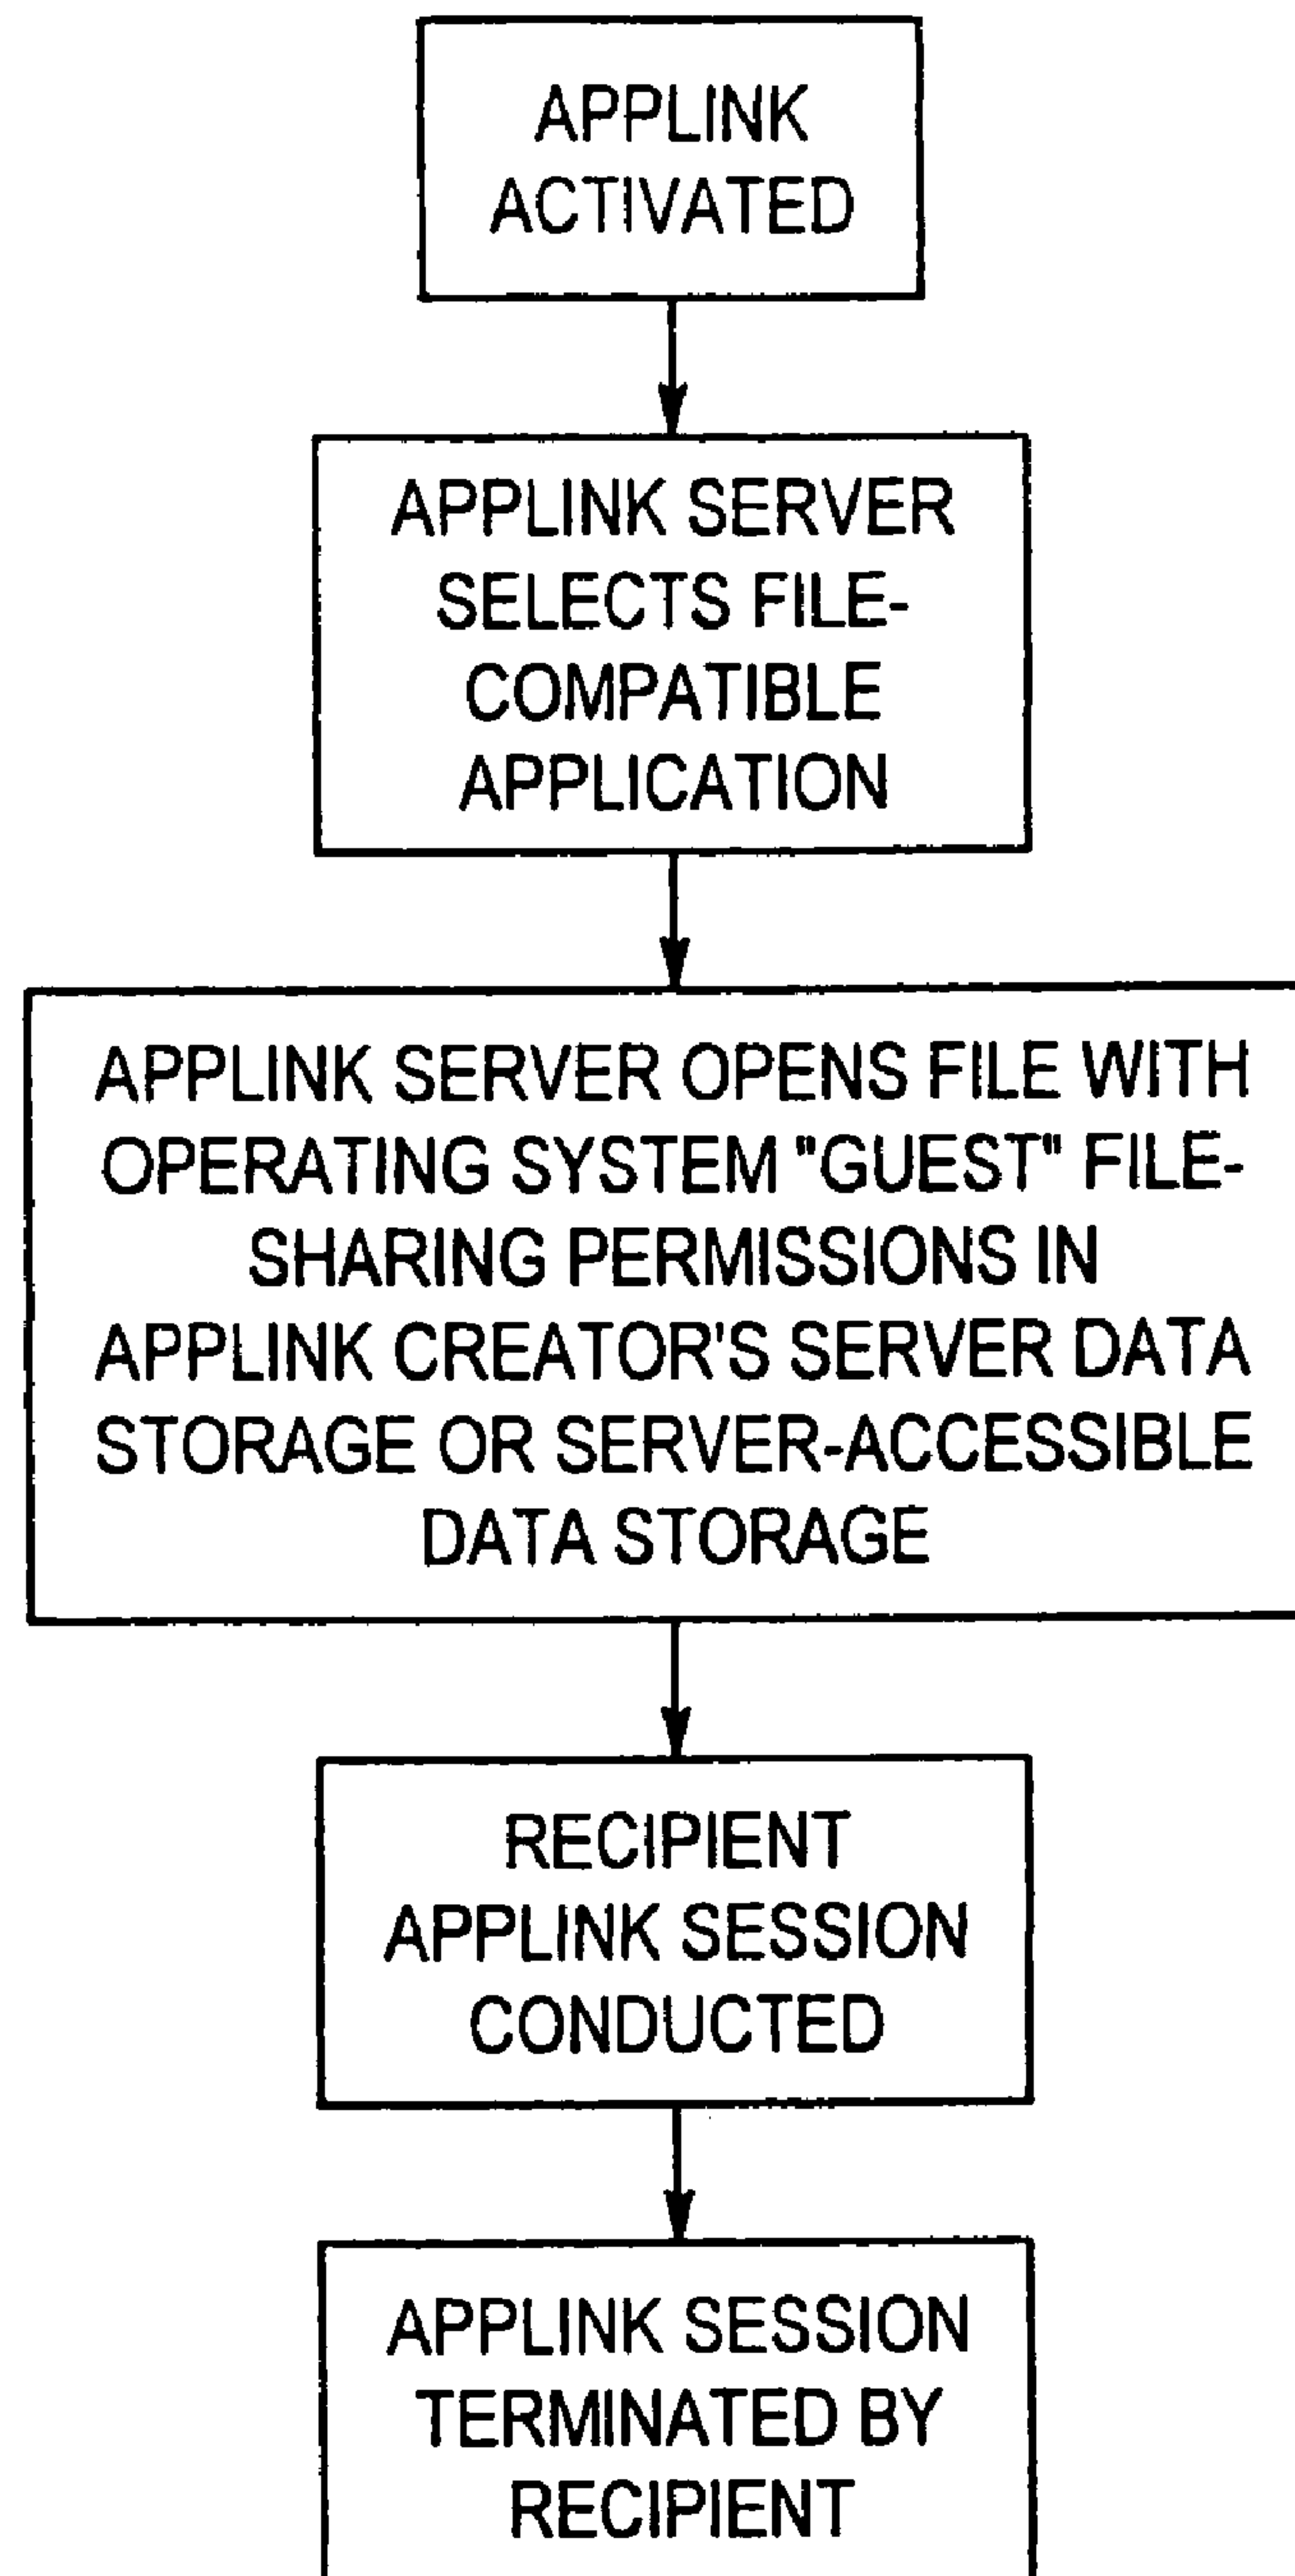 APPLINK
ACTIVATED
APPLINK SERVER
SELECTS FILE-
COMPATIBLE
APPLICATION
APPLINK SERVER OPENS FILE WITH
OPERATING SYSTEM "GUEST" FILE-
SHARING PERMISSIONS IN
APPLINK CREATOR'S SERVER DATA
STORAGE OR SERVER-ACCESSIBLE
DATA STORAGE
RECIPIENT
APPLINK SESSION
CONDUCTED
APPLINK SESSION
TERMINATED BY
RECIPIENT